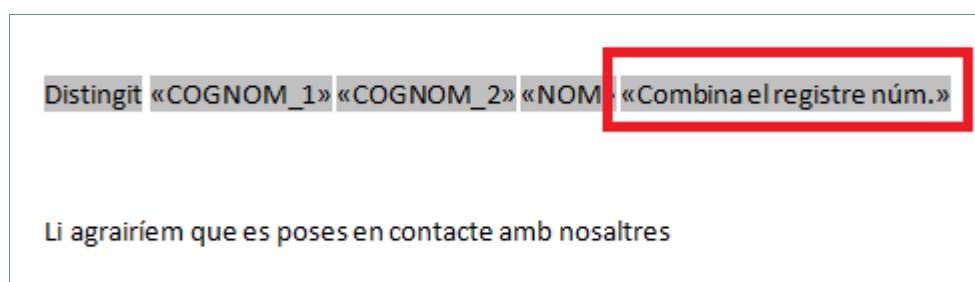 Distingit «COGNOM_1» «COGNOM_2» «NOM» «Combina el registre núm.»
Li agrairíem que es poses en contacte amb nosaltres